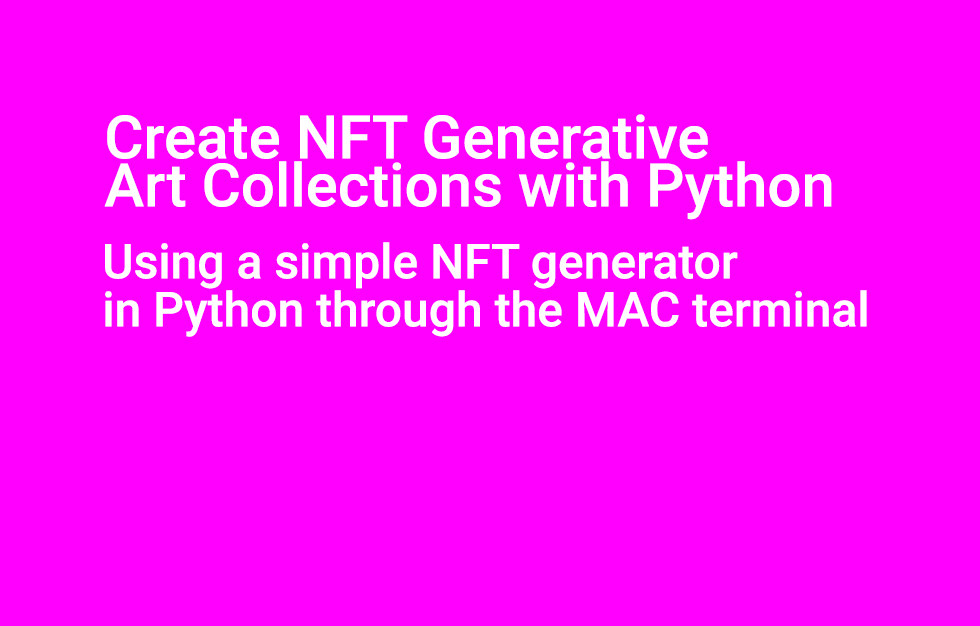 Create NFT Generative
Art Collections with Python
Using a simple NFT generator
in Python through the MAC terminal